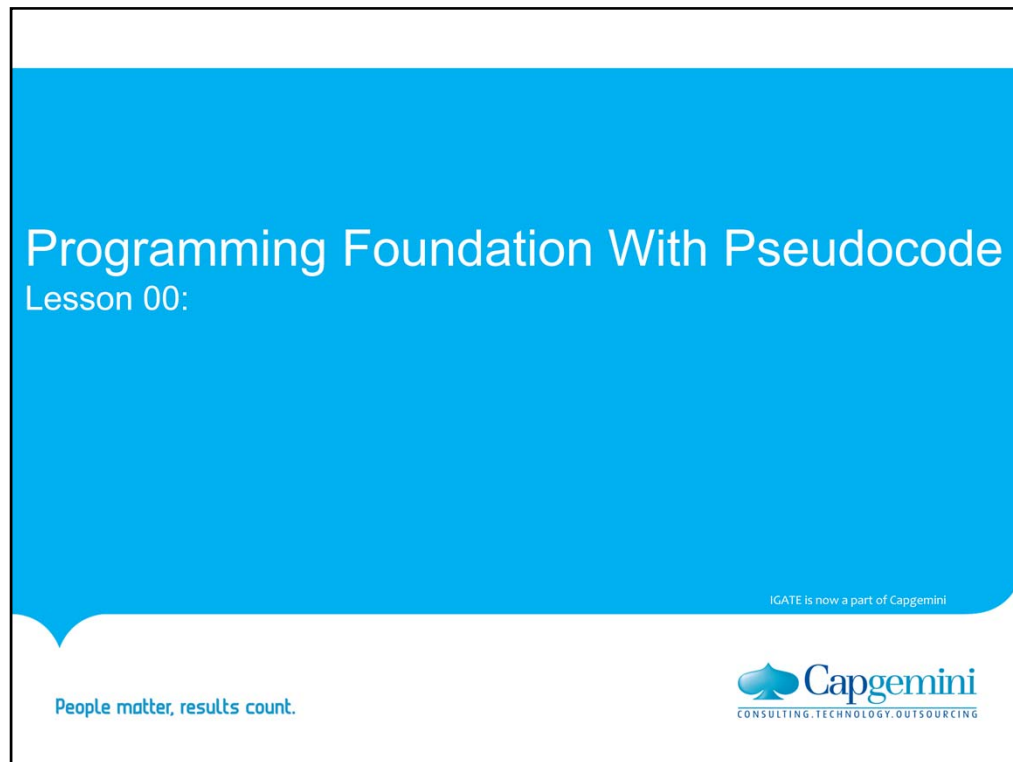 Programming Foundation With Pseudocode
Lesson 00:
IGATE is now a part of Capgemini
People matter, results count.
Capgemini
CONSULTING.TECHNOLOGY.OUTSOURCING